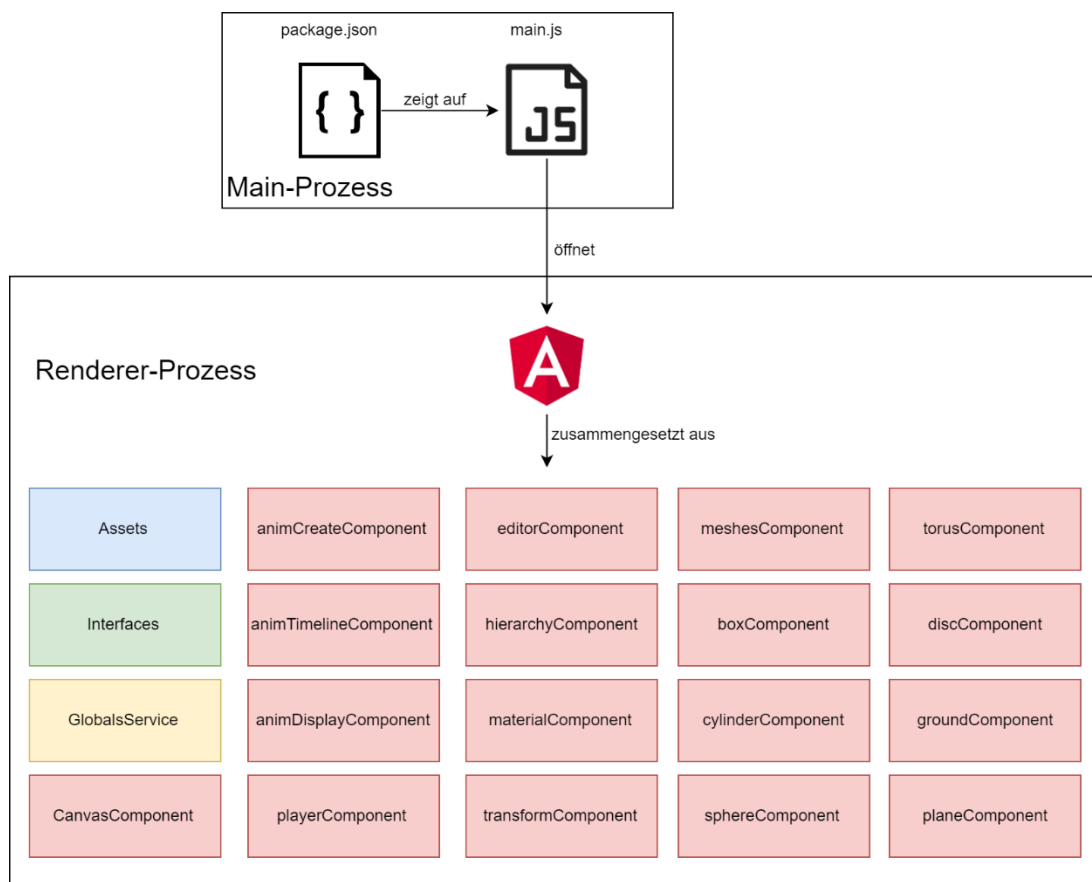 package.json
main.js
{ }
zeigt auf
JS
Main-Prozess
öffnet
Renderer-Prozess
A
zusammengesetzt aus
Assets
animCreateComponent
editorComponent
meshesComponent
torusComponent
Interfaces
animTimelineComponent
hierarchyComponent
boxComponent
discComponent
GlobalsService
animDisplayComponent
materialComponent
cylinderComponent
groundComponent
CanvasComponent
playerComponent
transformComponent
sphereComponent
planeComponent